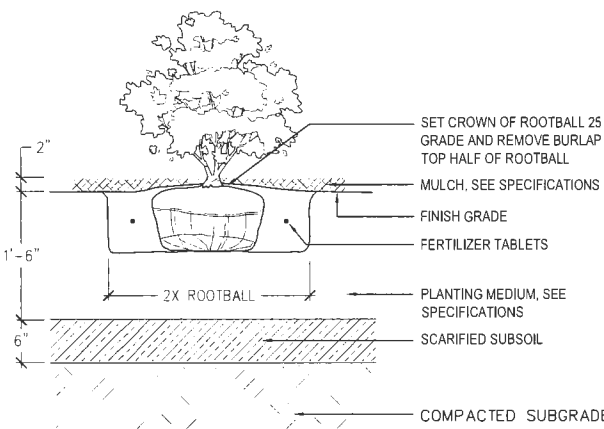 SET CROWN OF ROOTBALL 25
GRADE AND REMOVE BURLAP
TOP HALF OF ROOTBALL
2"
MULCH, SEE SPECIFICATIONS
FINISH GRADE
FERTILIZER TABLETS
1'-6"
2X ROOTBALL
PLANTING MEDIUM, SEE
SPECIFICATIONS
6"
SCARIFIED SUBSOIL
COMPACTED SUBGRADE